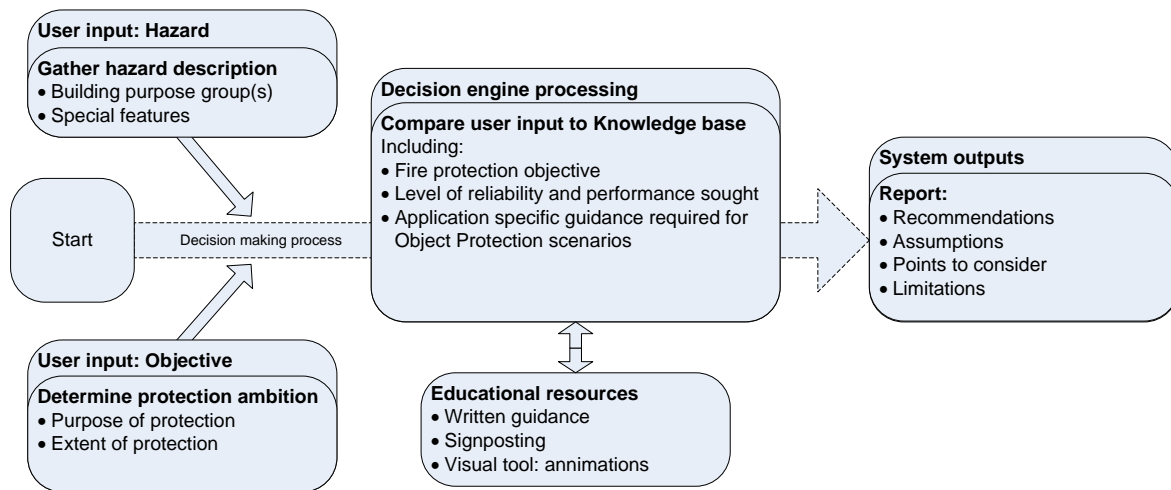 User input: Hazard
Gather hazard description
• Building purpose group(s)
• Special features
Start
Decision making process
User input: Objective
Determine protection ambition
• Purpose of protection
• Extent of protection
Decision engine processing
Compare user input to Knowledge base
Including:
• Fire protection objective
• Level of reliability and performance sought
• Application specific guidance required for
Object Protection scenarios
Educational resources
• Written guidance
• Signposting
• Visual tool: annimations
System outputs
Report:
• Recommendations
• Assumptions
• Points to consider
• Limitations